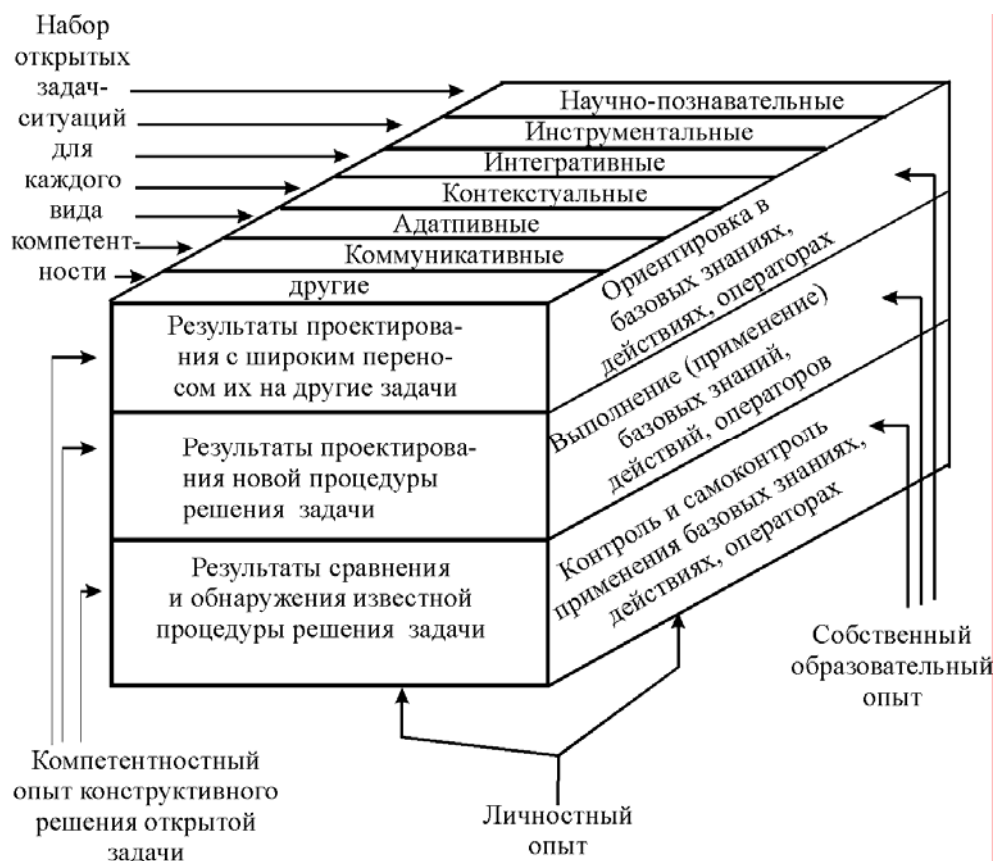 Набор
открытых
задач-
ситуаций
для
каждого
вида
компетент-
ности
Научно-познавательные
Инструментальные
Интегративные
Контекстуальные
Адатпивные
Коммуникативные
другие
Результаты проектирова-
ния с широким перено-
сом их на другие задачи
Результаты проектирова-
ния новой процедуры
решения задачи
Результаты сравнения
и обнаружения известной
процедуры решения задачи
Ориентировка в
базовых знаниях,
действиях, операторах
Выполнение (применение)
базовых знаний,
действий, операторов
Контроль и самоконтроль
применения базовых знаниях,
действиях, операторах
Собственный
образовательный
опыт
Компетентностный
опыт конструктивного
решения открытой
задачи
Личностный
опыт